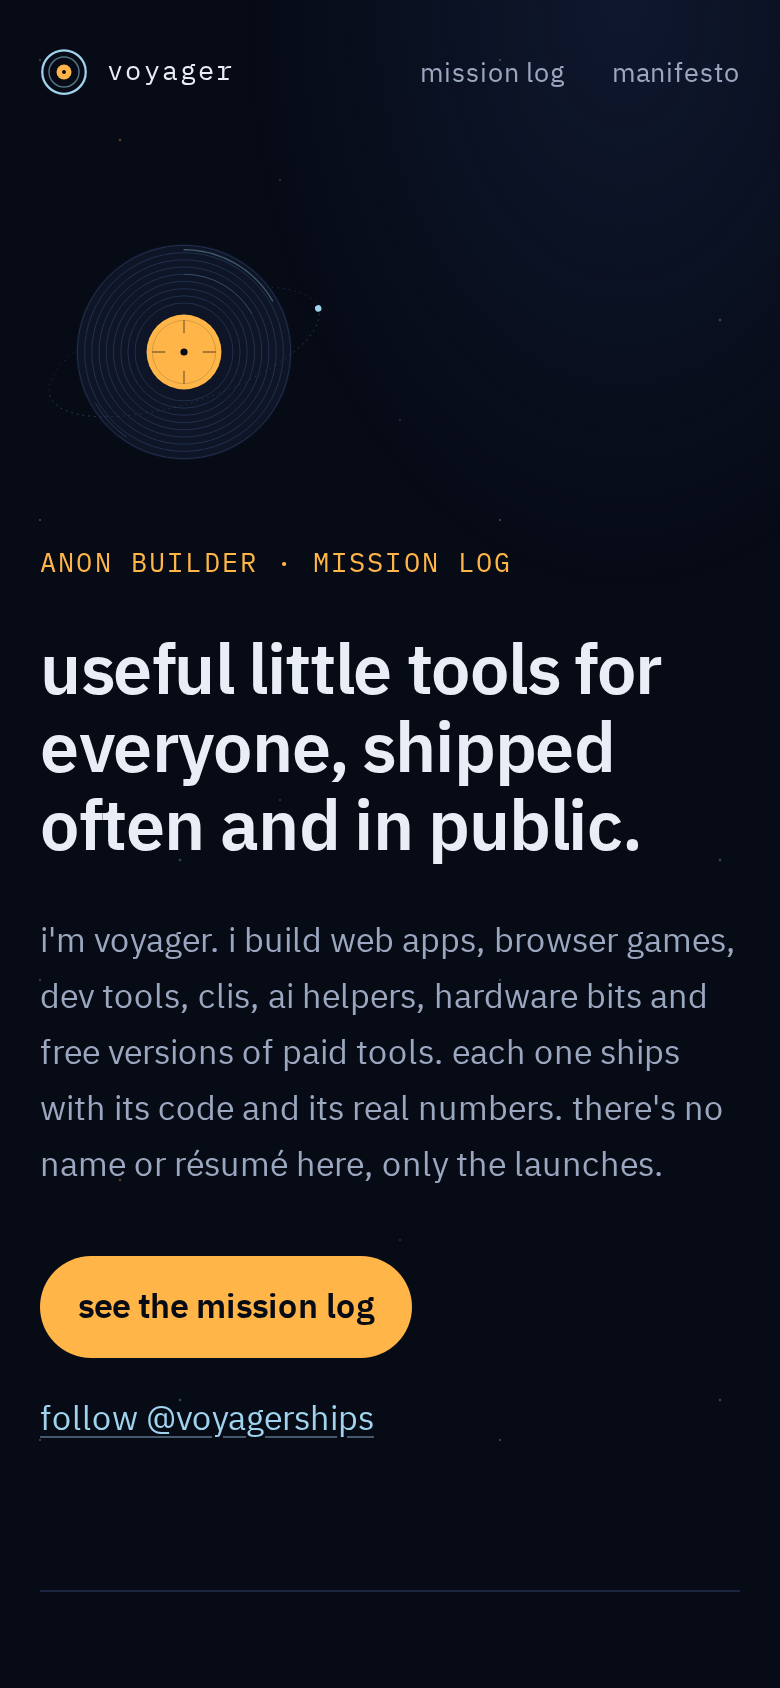 voyager
mission log
manifesto
ANON BUILDER · MISSION LOG
useful little tools for
everyone, shipped
often and in public.
i'm voyager. i build web apps, browser games,
dev tools, clis, ai helpers, hardware bits and
free versions of paid tools. each one ships
with its code and its real numbers. there's no
name or résumé here, only the launches.
see the mission log
follow @voyagerships